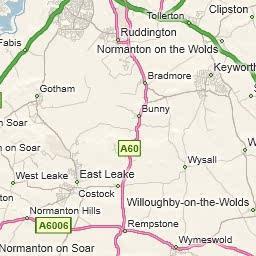 Clipston
Tollerton
Ruddington
Fabis
Normanton on the Wolds
Keyworth
Bradmore
Gotham
Bunny
A60
on on Soar
Wysall
West Leake
East Leake
Costock
Willoughby-on-the-Wolds
Normanton Hills
A6006
Rempstone
Normanton on Soar
Wymeswold